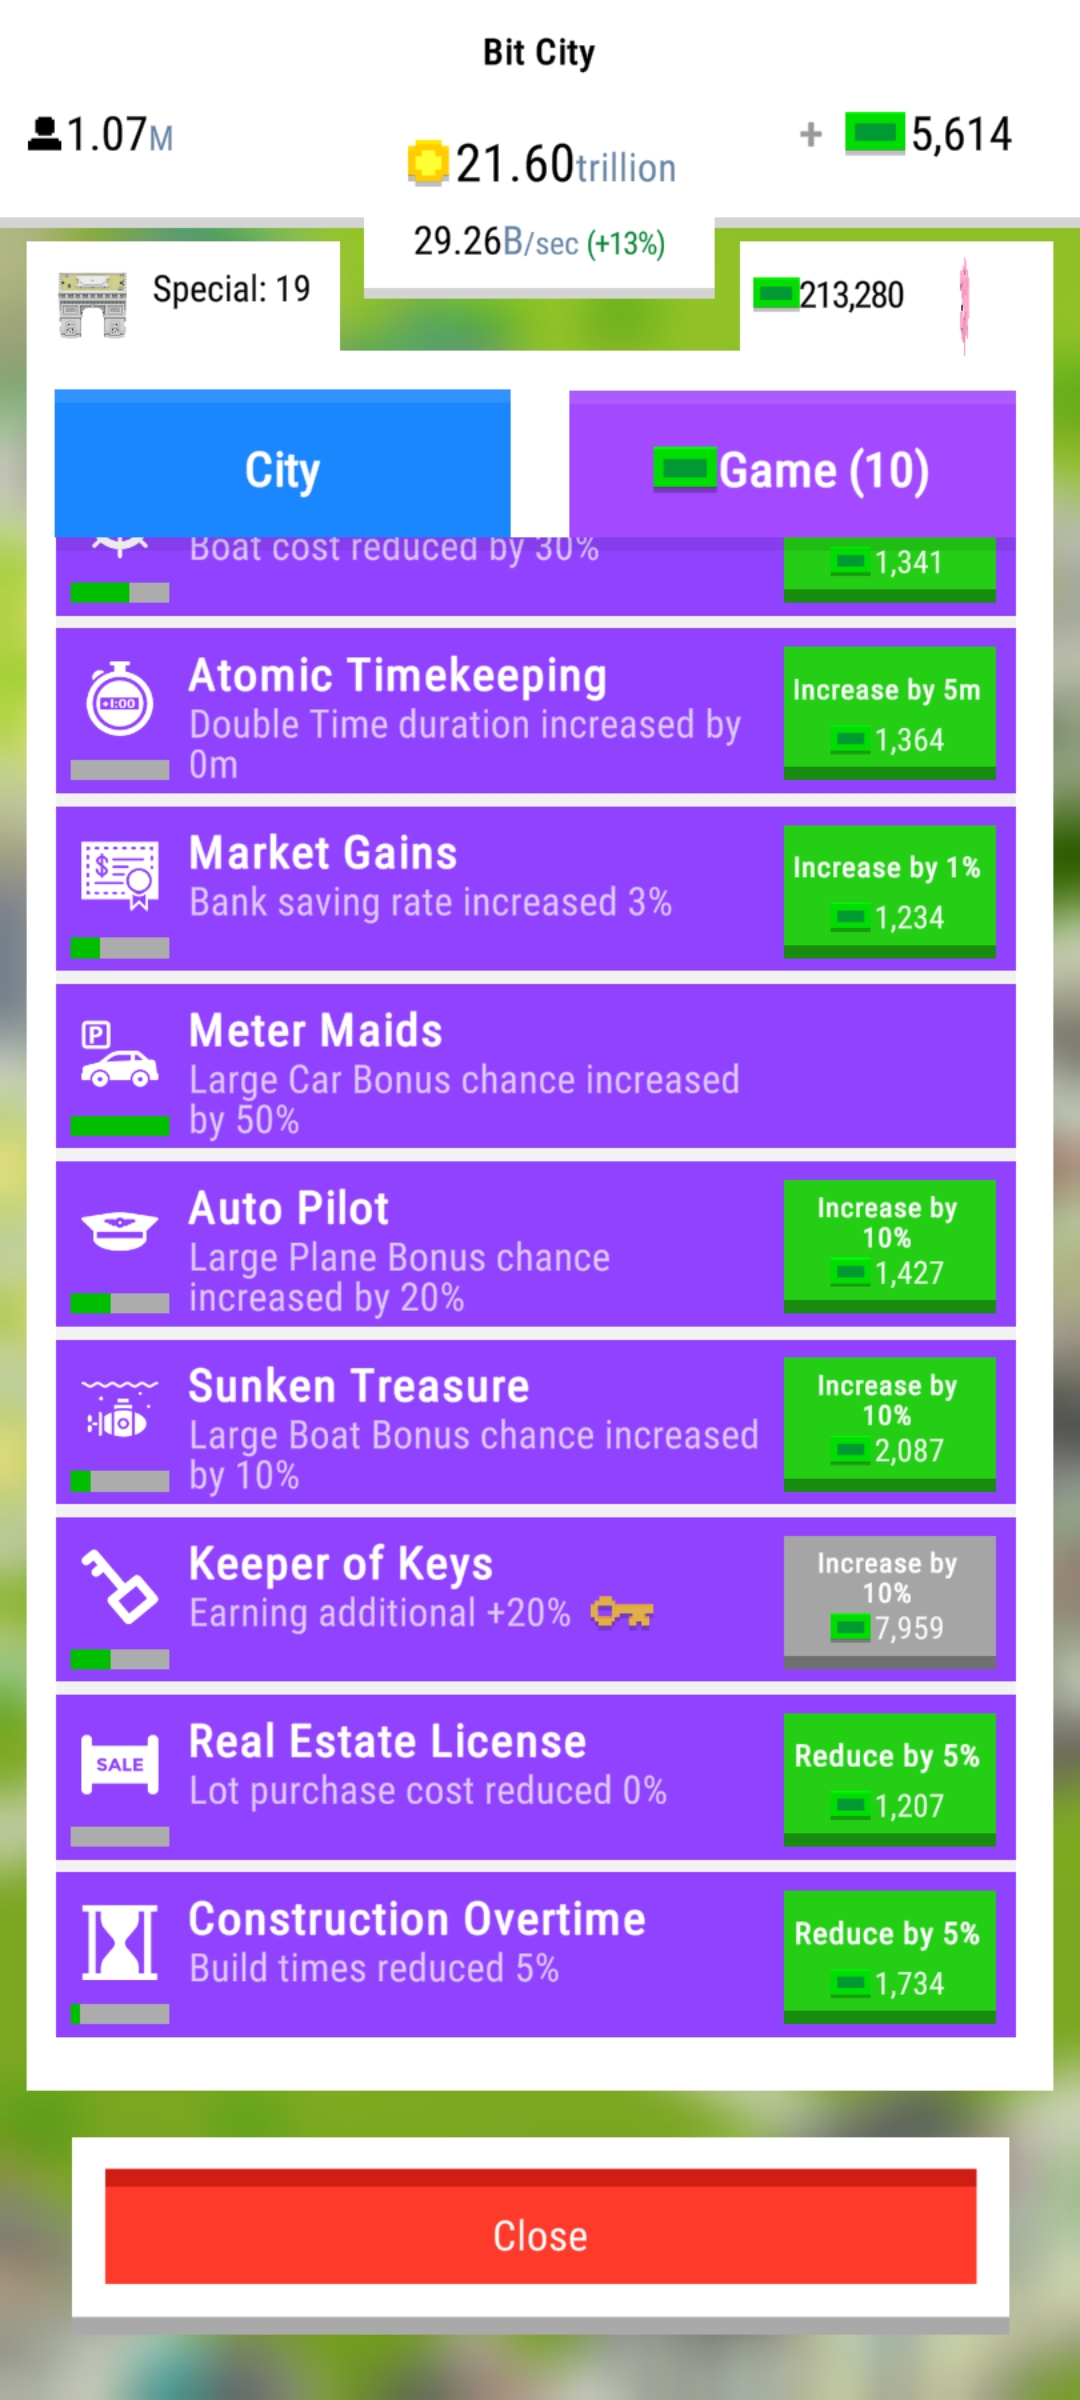 Bit City
1.07M
21.60trillion
+ 5,614
29.26B/sec (+13%)
Special: 19
213,280
City
Game (10)
Boat cost reduced by 30%
1,341
Atomic Timekeeping
Double Time duration increased by
0m
Increase by 5m
1,364
+1:00
Market Gains
Bank saving rate increased 3%
Increase by 1%
1,234
$
Meter Maids
Large Car Bonus chance increased
by 50%
P
Auto Pilot
Large Plane Bonus chance
increased by 20%
Increase by
10%
1,427
Sunken Treasure
Large Boat Bonus chance increased
by 10%
Increase by
10%
2,087
Keeper of Keys
Earning additional +20%
Increase by
10%
7,959
Real Estate License
Lot purchase cost reduced 0%
Reduce by 5%
1,207
SALE
Construction Overtime
Build times reduced 5%
Reduce by 5%
1,734
Close